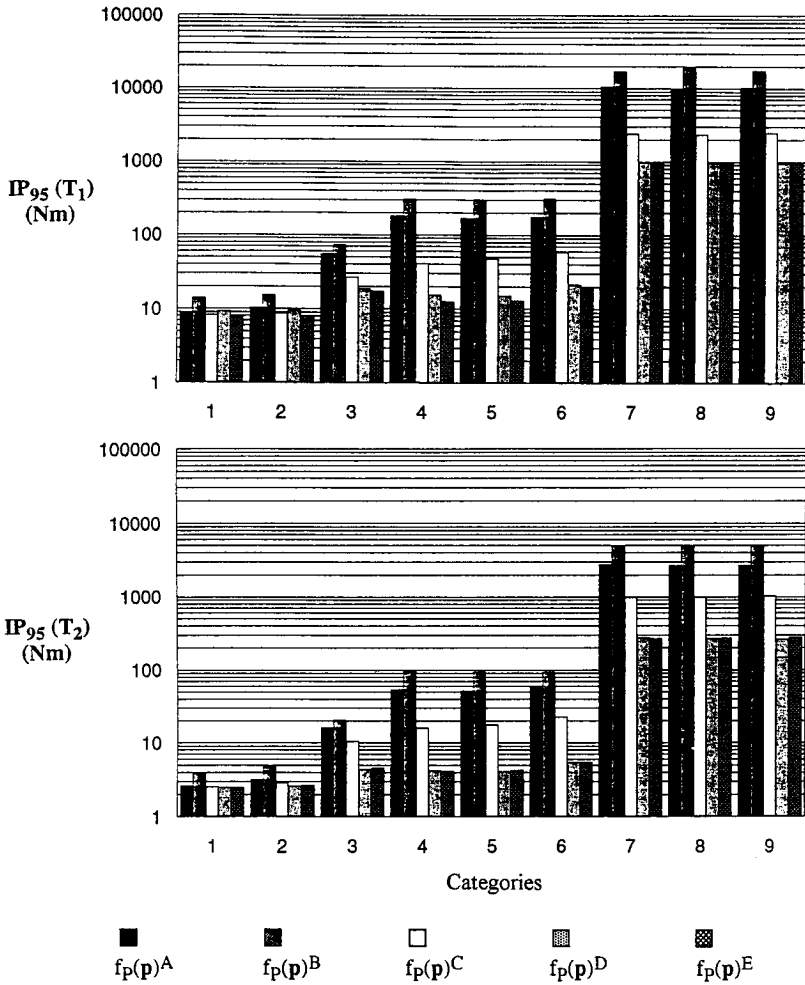 100000
10000
1000
100
10
1
IP95 (T1)
(Nm)
1 2 3 4 5 6 7 8 9
100000
10000
1000
100
10
1
IP95 (T2)
(Nm)
1 2 3 4 5 6 7 8 9
Categories
fP(p)A fP(p)B fP(p)C fP(p)D fP(p)E